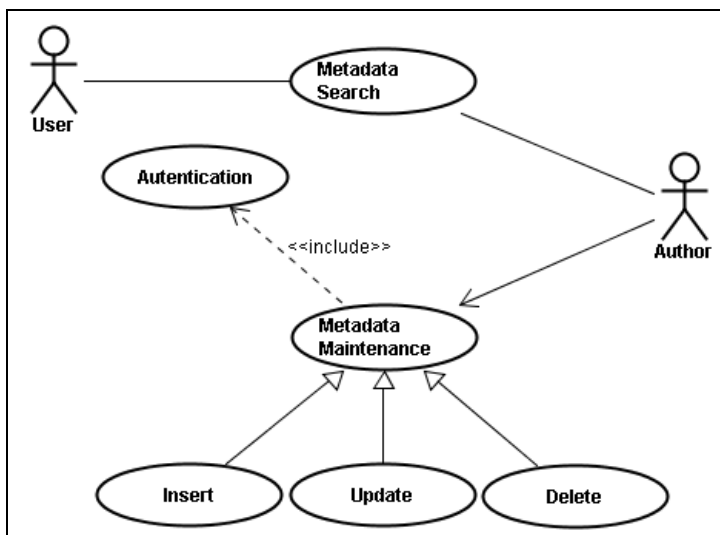 Metadata
Search
User
Autentication
<<include>>
Author
Metadata
Maintenance
Insert
Update
Delete